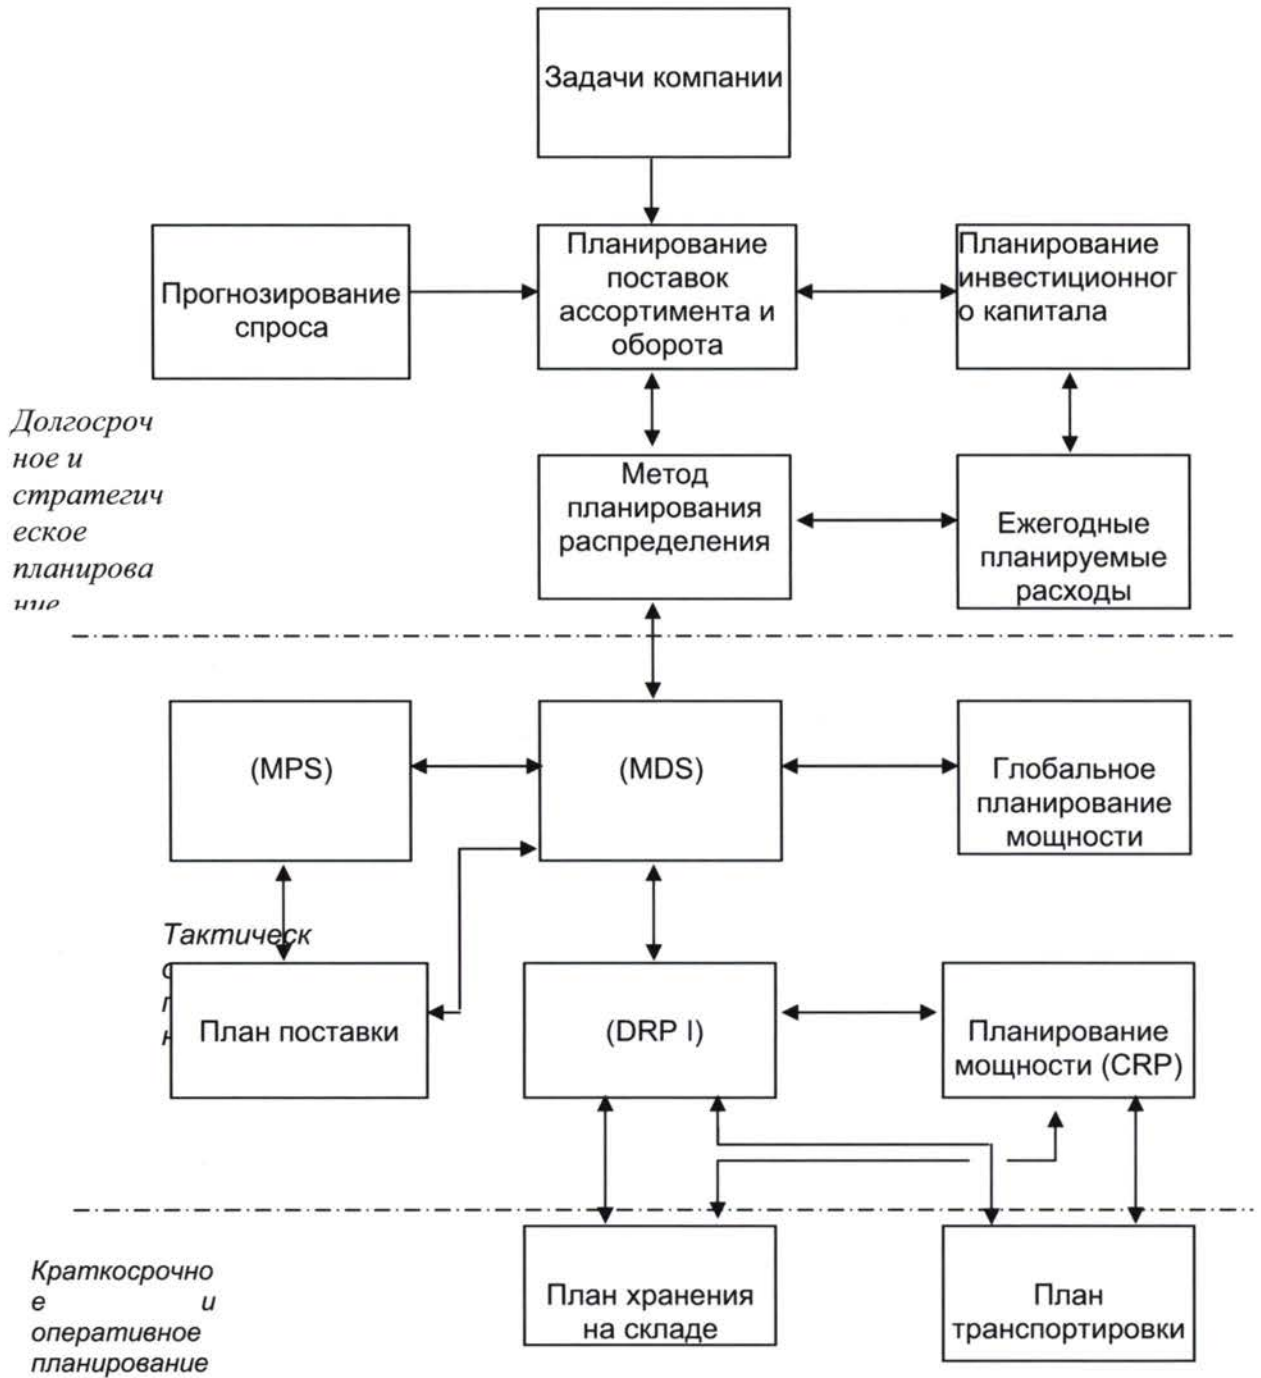 Задачи компании
Прогнозирование
спроса
Планирование
поставок
ассортимента и
оборота
Планирование
инвестиционног
о капитала
Долгосроч
ное и
стратегич
еское
планирова
ние
Метод
планирования
распределения
Ежегодные
планируемые
расходы
(MPS)
(MDS)
Глобальное
планирование
мощности
Тактическ
План поставки
(DRP I)
Планирование
мощности (CRP)
Краткосрочно
е и
оперативное
планирование
План хранения
на складе
План
транспортировки